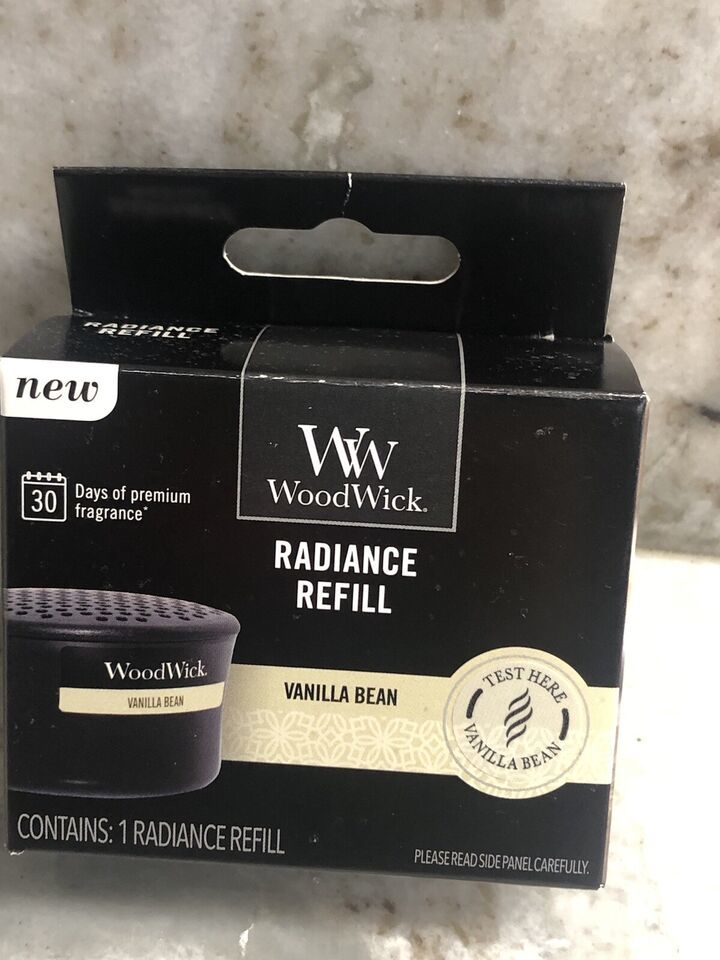 RADIANCE
REFILL
new
30
Days of premium
fragrance*
WW
WoodWick.
RADIANCE
REFILL
WoodWick.
VANILLA BEAN
VANILLA BEAN
TEST HERE
VANILLA BEAN
CONTAINS: 1 RADIANCE REFILL
PLEASE READ SIDE PANEL CAREFULLY.